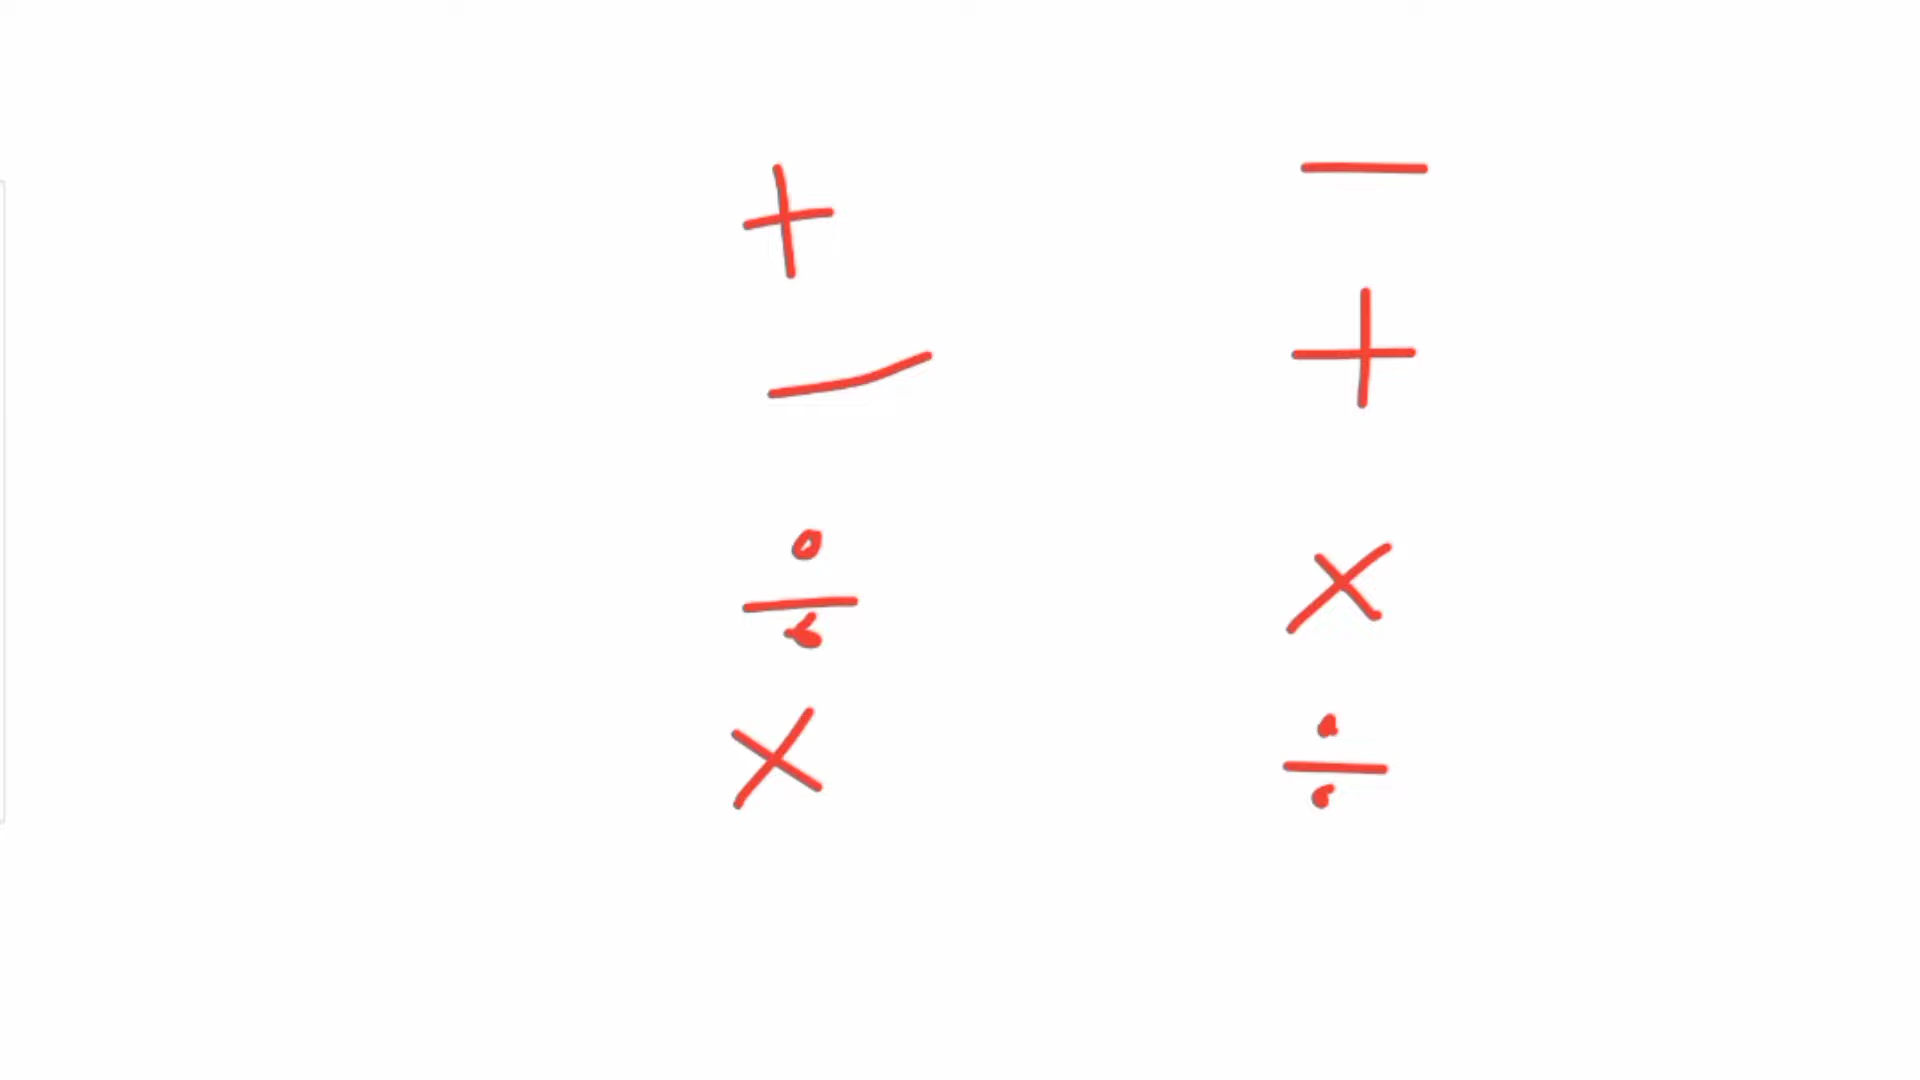 + −
− +
÷ ×
× ÷